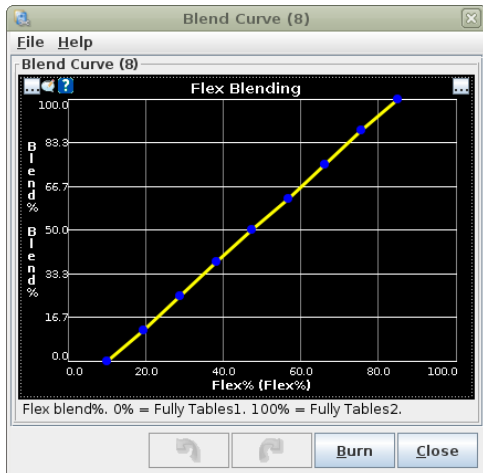 Blend Curve (8)
File Help
Blend Curve (8)
... ? Flex Blending ...
100.0
83.3
66.7
50.0
33.3
16.7
0.0
Blend% Blend%
0.0 20.0 40.0 60.0 80.0 100.0
Flex% (Flex%)
Flex blend%. 0% = Fully Tables1. 100% = Fully Tables2.
Burn Close